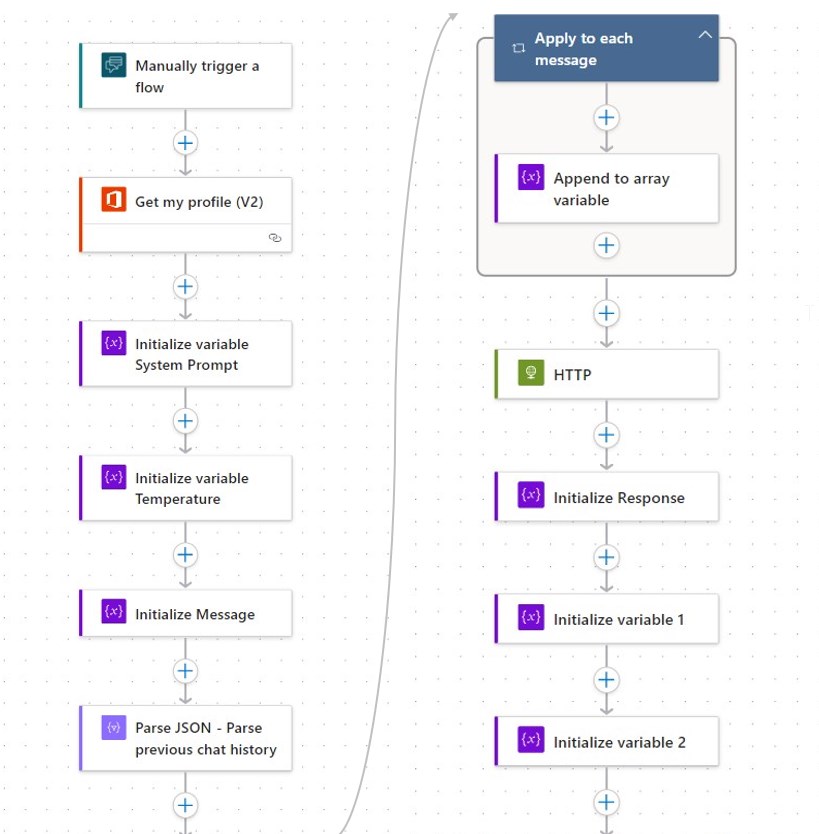 Manually trigger a
flow
Get my profile (V2)
Initialize variable
System Prompt
Initialize variable
Temperature
Initialize Message
Parse JSON - Parse
previous chat history
Apply to each
message
Append to array
variable
HTTP
Initialize Response
Initialize variable 1
Initialize variable 2